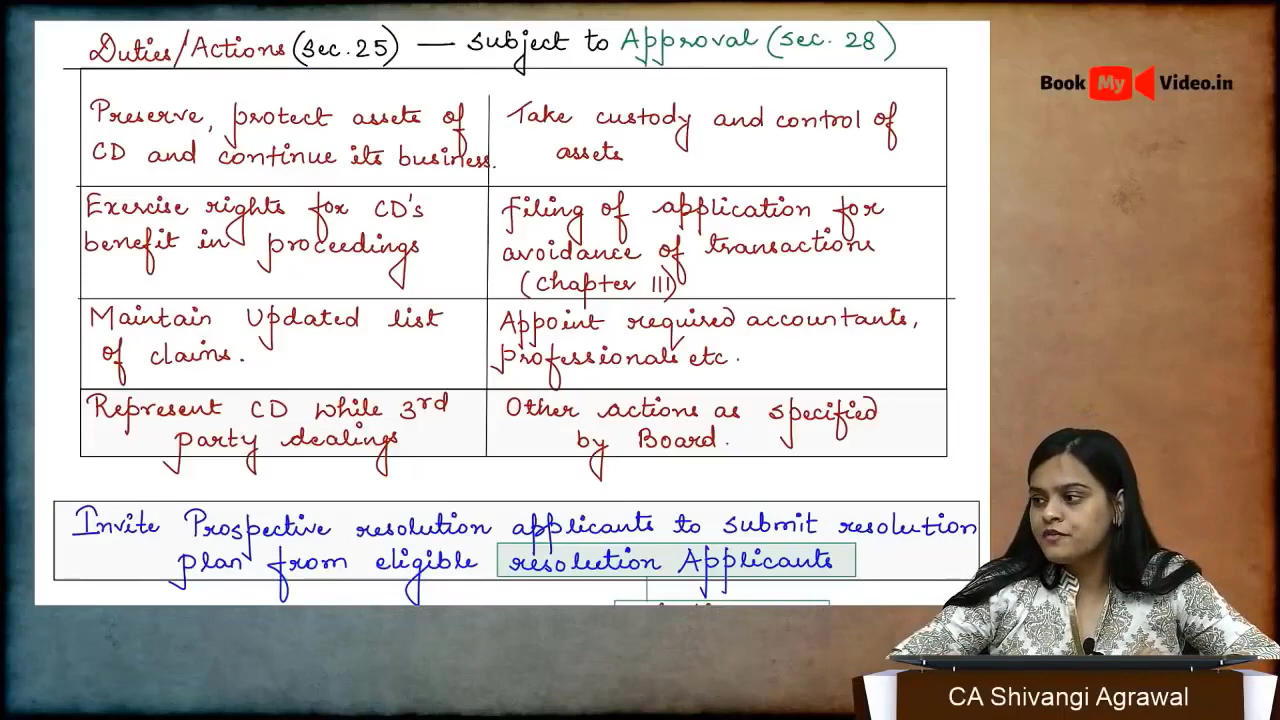 Duties/Actions (sec. 25) — subject to Approval (sec. 28)
Book My Video.in
Preserve, protect assets of
CD and continue its business.
Take custody and control of
assets
Exercise rights for CD's
benefit in proceedings
Filing of application for
avoidance of transactions
(Chapter III)
Maintain Updated list
of claims.
Appoint required accountants,
professionals etc.
Represent CD while 3rd
party dealings
Other actions as specified
by Board.
Invite Prospective resolution applicants to submit resolution
plan from eligible resolution Applicants
CA Shivangi Agrawal